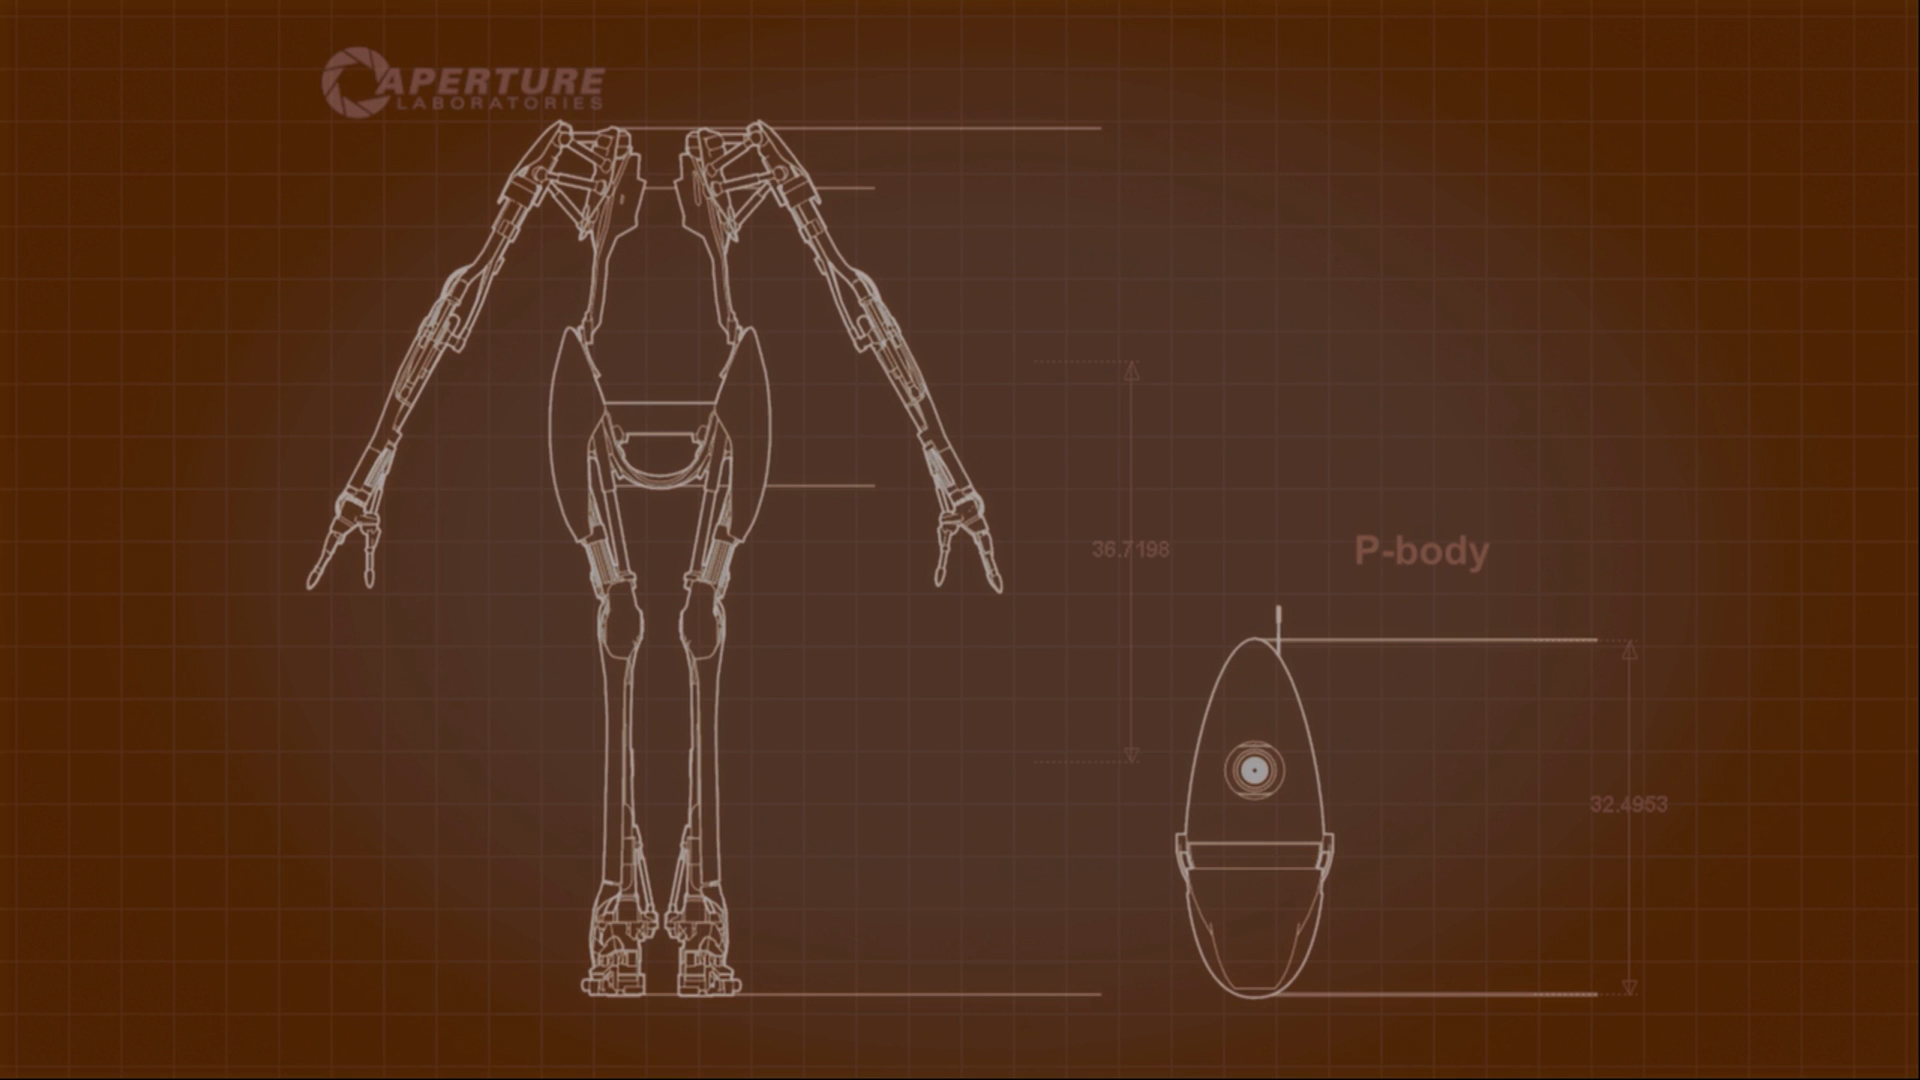 APERTURE
LABORATORIES
36.7198
P-body
32.4953